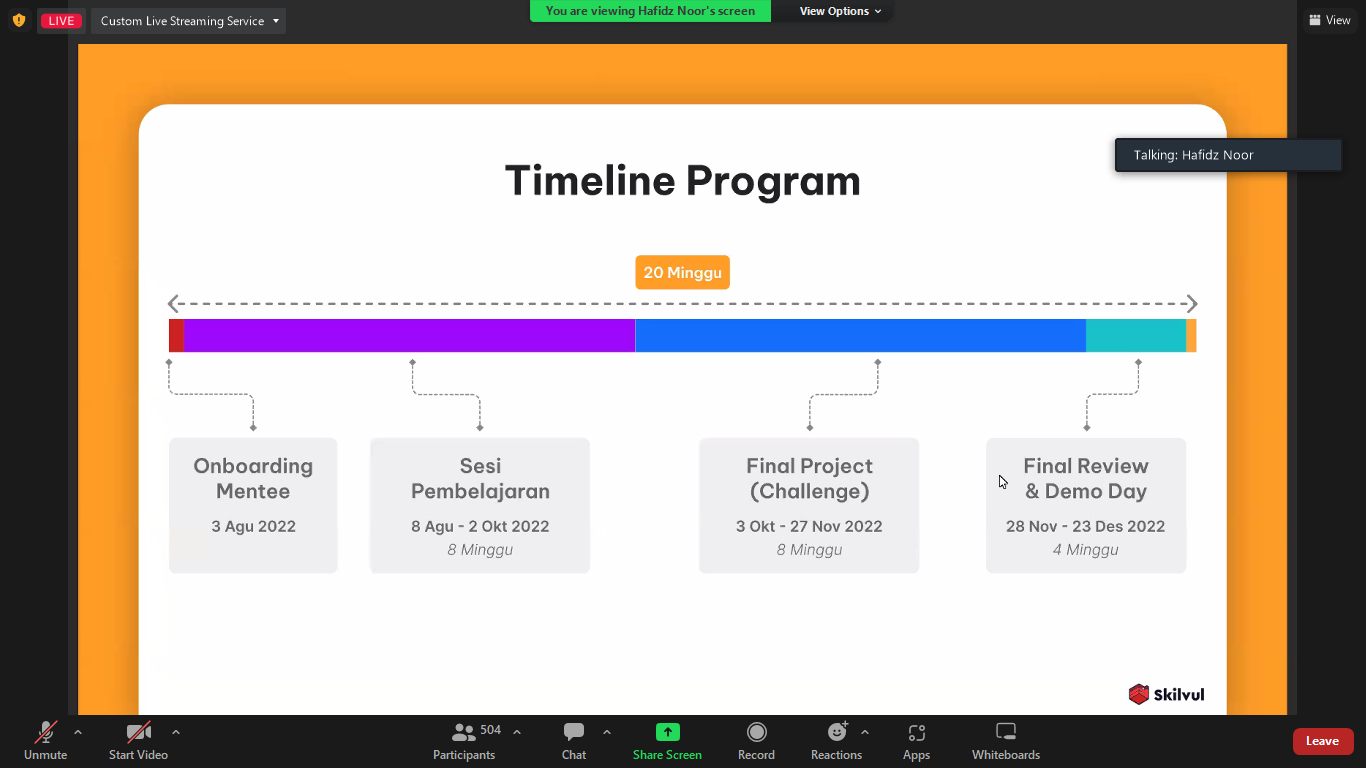 LIVE
Custom Live Streaming Service
You are viewing Hafidz Noor's screen
View Options
View
Talking: Hafidz Noor
Timeline Program
20 Minggu
Onboarding
Mentee
3 Agu 2022
Sesi
Pembelajaran
8 Agu - 2 Okt 2022
8 Minggu
Final Project
(Challenge)
3 Okt - 27 Nov 2022
8 Minggu
Final Review
& Demo Day
28 Nov - 23 Des 2022
4 Minggu
Skilvul
Unmute
Start Video
504
Participants
Chat
Share Screen
Record
Reactions
Apps
Whiteboards
Leave